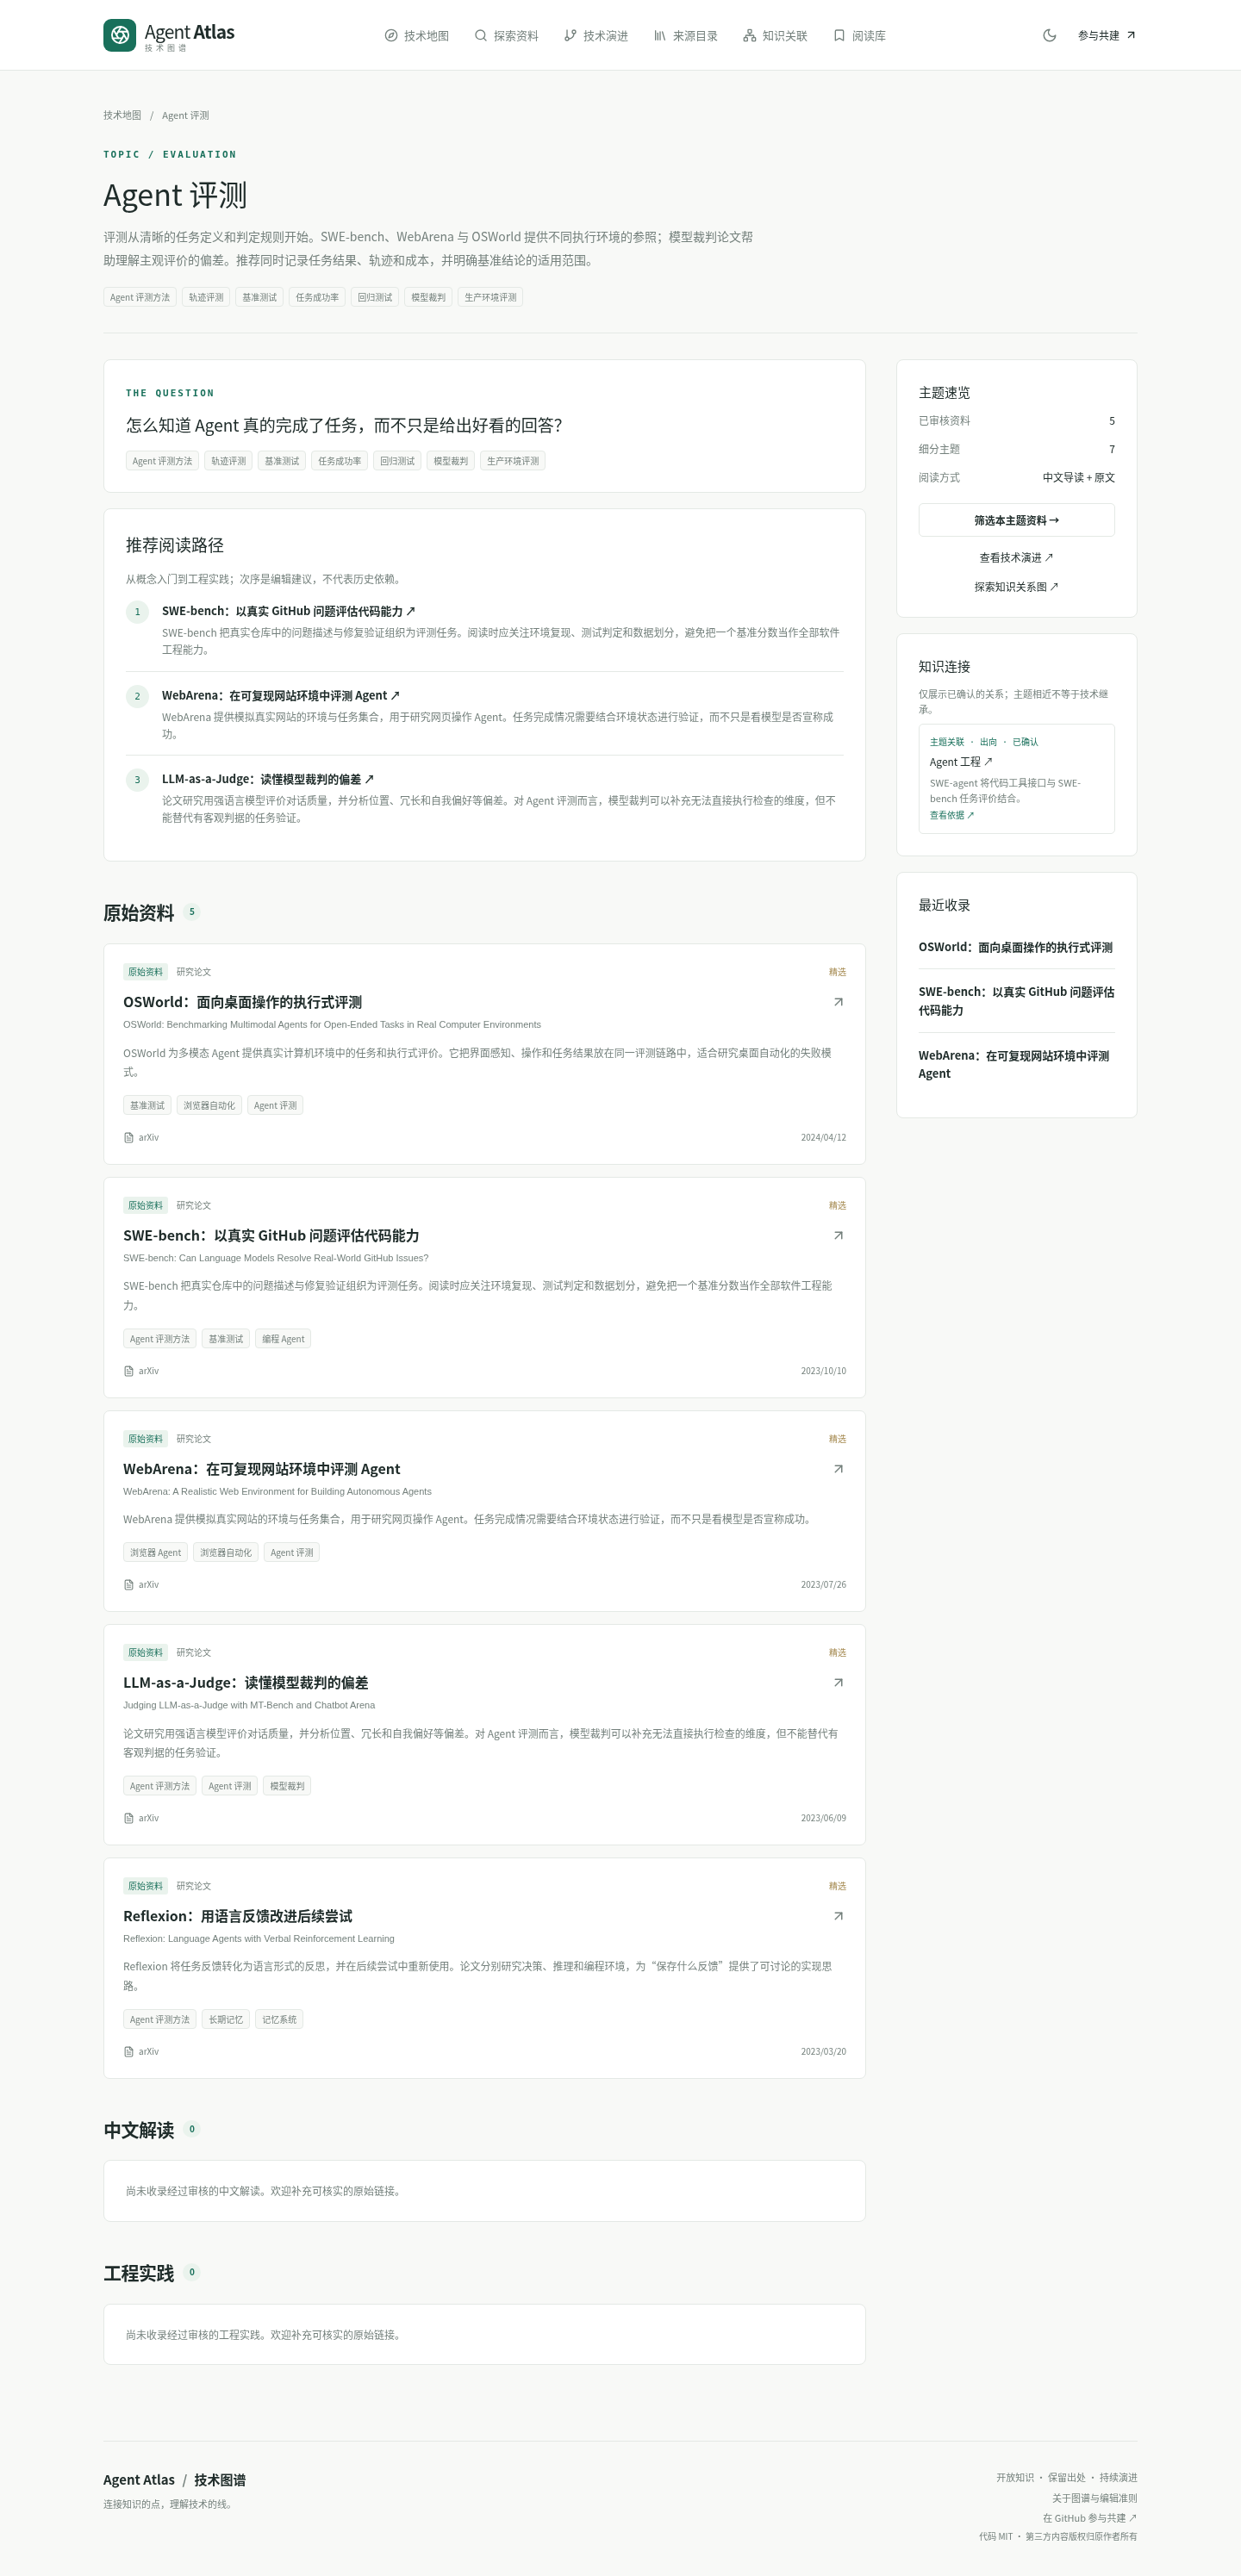 Agent Atlas
技术图谱
技术地图
探索资料
技术演进
来源目录
知识关联
阅读库
参与共建
技术地图 / Agent 评测
TOPIC / EVALUATION
Agent 评测
评测从清晰的任务定义和判定规则开始。SWE-bench、WebArena 与 OSWorld 提供不同执行环境的参照；模型裁判论文帮
助理解主观评价的偏差。推荐同时记录任务结果、轨迹和成本，并明确基准结论的适用范围。
Agent 评测方法 轨迹评测 基准测试 任务成功率 回归测试 模型裁判 生产环境评测
THE QUESTION
怎么知道 Agent 真的完成了任务，而不只是给出好看的回答？
Agent 评测方法 轨迹评测 基准测试 任务成功率 回归测试 模型裁判 生产环境评测
推荐阅读路径
从概念入门到工程实践；次序是编辑建议，不代表历史依赖。
1 SWE-bench：以真实 GitHub 问题评估代码能力 ↗
SWE-bench 把真实仓库中的问题描述与修复验证组织为评测任务。阅读时应关注环境复现、测试判定和数据划分，避免把一个基准分数当作全部软件
工程能力。
2 WebArena：在可复现网站环境中评测 Agent ↗
WebArena 提供模拟真实网站的环境与任务集合，用于研究网页操作 Agent。任务完成情况需要结合环境状态进行验证，而不只是看模型是否宣称成
功。
3 LLM-as-a-Judge：读懂模型裁判的偏差 ↗
论文研究用强语言模型评价对话质量，并分析位置、冗长和自我偏好等偏差。对 Agent 评测而言，模型裁判可以补充无法直接执行检查的维度，但不
能替代有客观判据的任务验证。
原始资料 5
原始资料 研究论文 精选
OSWorld：面向桌面操作的执行式评测
OSWorld: Benchmarking Multimodal Agents for Open-Ended Tasks in Real Computer Environments
OSWorld 为多模态 Agent 提供真实计算机环境中的任务和执行式评价。它把界面感知、操作和任务结果放在同一评测链路中，适合研究桌面自动化的失败模
式。
基准测试 浏览器自动化 Agent 评测
arXiv 2024/04/12
原始资料 研究论文 精选
SWE-bench：以真实 GitHub 问题评估代码能力
SWE-bench: Can Language Models Resolve Real-World GitHub Issues?
SWE-bench 把真实仓库中的问题描述与修复验证组织为评测任务。阅读时应关注环境复现、测试判定和数据划分，避免把一个基准分数当作全部软件工程能
力。
Agent 评测方法 基准测试 编程 Agent
arXiv 2023/10/10
原始资料 研究论文 精选
WebArena：在可复现网站环境中评测 Agent
WebArena: A Realistic Web Environment for Building Autonomous Agents
WebArena 提供模拟真实网站的环境与任务集合，用于研究网页操作 Agent。任务完成情况需要结合环境状态进行验证，而不只是看模型是否宣称成功。
浏览器 Agent 浏览器自动化 Agent 评测
arXiv 2023/07/26
原始资料 研究论文 精选
LLM-as-a-Judge：读懂模型裁判的偏差
Judging LLM-as-a-Judge with MT-Bench and Chatbot Arena
论文研究用强语言模型评价对话质量，并分析位置、冗长和自我偏好等偏差。对 Agent 评测而言，模型裁判可以补充无法直接执行检查的维度，但不能替代有
客观判据的任务验证。
Agent 评测方法 Agent 评测 模型裁判
arXiv 2023/06/09
原始资料 研究论文 精选
Reflexion：用语言反馈改进后续尝试
Reflexion: Language Agents with Verbal Reinforcement Learning
Reflexion 将任务反馈转化为语言形式的反思，并在后续尝试中重新使用。论文分别研究决策、推理和编程环境，为“保存什么反馈”提供了可讨论的实现思
路。
Agent 评测方法 长期记忆 记忆系统
arXiv 2023/03/20
中文解读 0
尚未收录经过审核的中文解读。欢迎补充可核实的原始链接。
工程实践 0
尚未收录经过审核的工程实践。欢迎补充可核实的原始链接。
主题速览
已审核资料 5
细分主题 7
阅读方式 中文导读 + 原文
筛选本主题资料 →
查看技术演进 ↗
探索知识关系图 ↗
知识连接
仅展示已确认的关系；主题相近不等于技术继
承。
主题关联 · 出向 · 已确认
Agent 工程 ↗
SWE-agent 将代码工具接口与 SWE-
bench 任务评价结合。
查看依据 ↗
最近收录
OSWorld：面向桌面操作的执行式评测
SWE-bench：以真实 GitHub 问题评估
代码能力
WebArena：在可复现网站环境中评测
Agent
Agent Atlas / 技术图谱
连接知识的点，理解技术的线。
开放知识 · 保留出处 · 持续演进
关于图谱与编辑准则
在 GitHub 参与共建 ↗
代码 MIT · 第三方内容版权归原作者所有